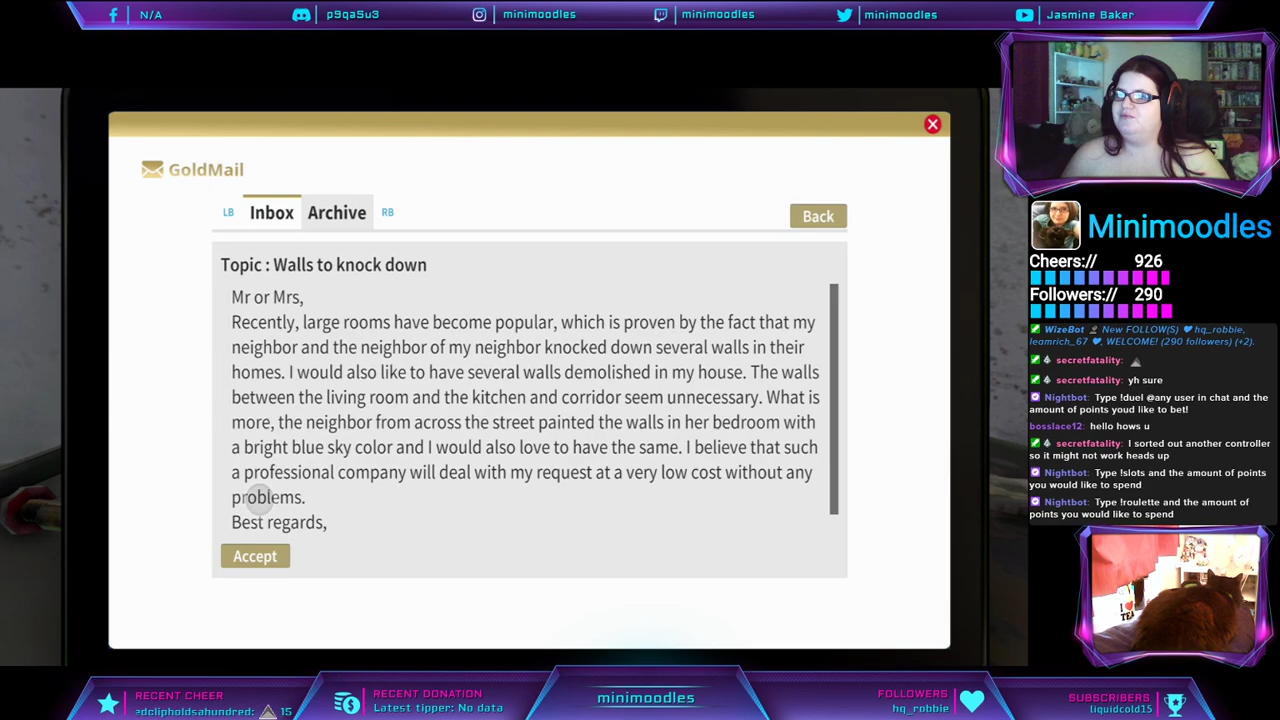 N/A
p9qaSu3
minimoodles
minimoodles
minimoodles
Jasmine Baker
GoldMail
LB
Inbox
Archive
RB
Back
Topic : Walls to knock down
Mr or Mrs,
Recently, large rooms have become popular, which is proven by the fact that my
neighbor and the neighbor of my neighbor knocked down several walls in their
homes. I would also like to have several walls demolished in my house. The walls
between the living room and the kitchen and corridor seem unnecessary. What is
more, the neighbor from across the street painted the walls in her bedroom with
a bright blue sky color and I would also love to have the same. I believe that such
a professional company will deal with my request at a very low cost without any
problems.
Best regards,
Accept
Minimoodles
Cheers:// 926
Followers:// 290
WizeBot New FOLLOW(S) hq_robbie,
leamrich_67 , WELCOME! (290 followers) (+2).
secretfatality:
secretfatality: yh sure
Nightbot: Type !duel @any user in chat and the
amount of points youd like to bet!
bosslace12: hello hows u
secretfatality: I sorted out another controller
so it might not work heads up
Nightbot: Type !slots and the amount of points
you would like to spend
Nightbot: Type !roulette and the amount of
points you would like to spend
I
TEA
RECENT CHEER
edclipholdsahundred: 15
RECENT DONATION
Latest tipper: No data
minimoodles
FOLLOWERS
hq_robbie
SUBSCRIBERS
liquidcold15